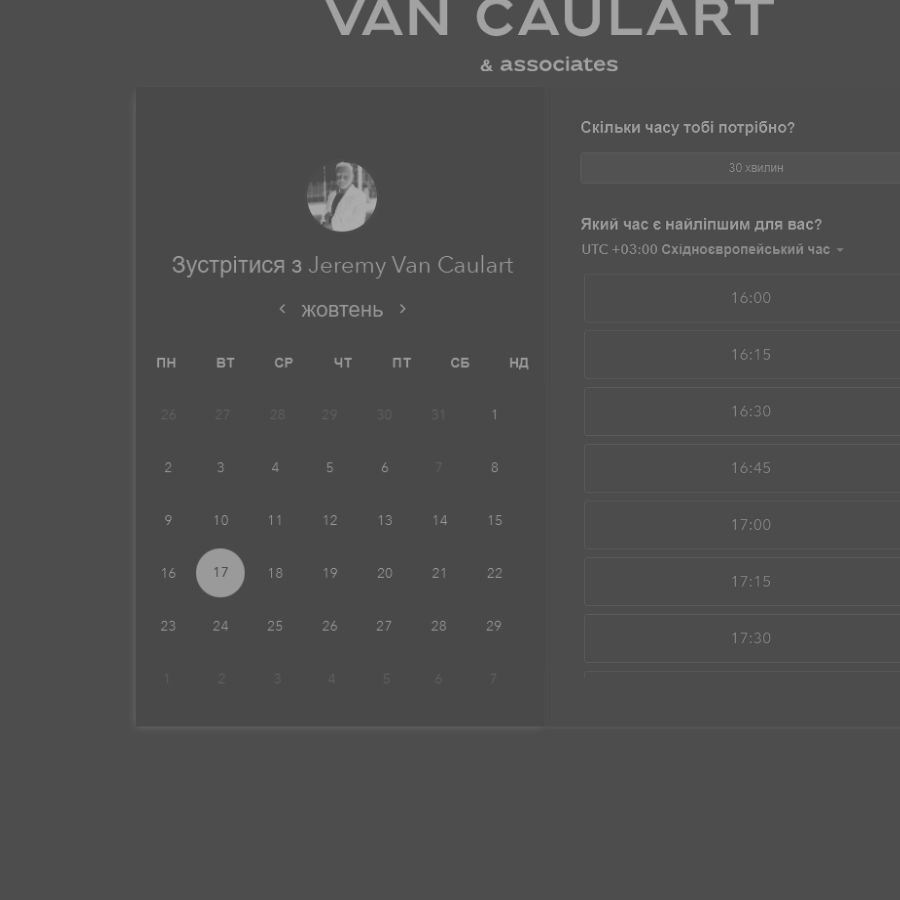 VAN CAULART
& associates
Зустрітися з Jeremy Van Caulart
жовтень
ПН ВТ СР ЧТ ПТ СБ НД
26 27 28 29 30 31 1
2 3 4 5 6 7 8
9 10 11 12 13 14 15
16 17 18 19 20 21 22
23 24 25 26 27 28 29
1 2 3 4 5 6 7
Скільки часу тобі потрібно?
30 хвилин
Який час є найліпшим для вас?
UTC +03:00 Східноєвропейський час
16:00
16:15
16:30
16:45
17:00
17:15
17:30